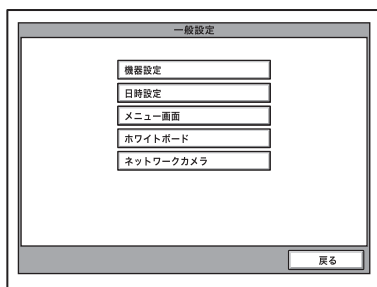 一般設定
機器設定
日時設定
メニュー画面
ホワイトボード
ネットワークカメラ
戻る